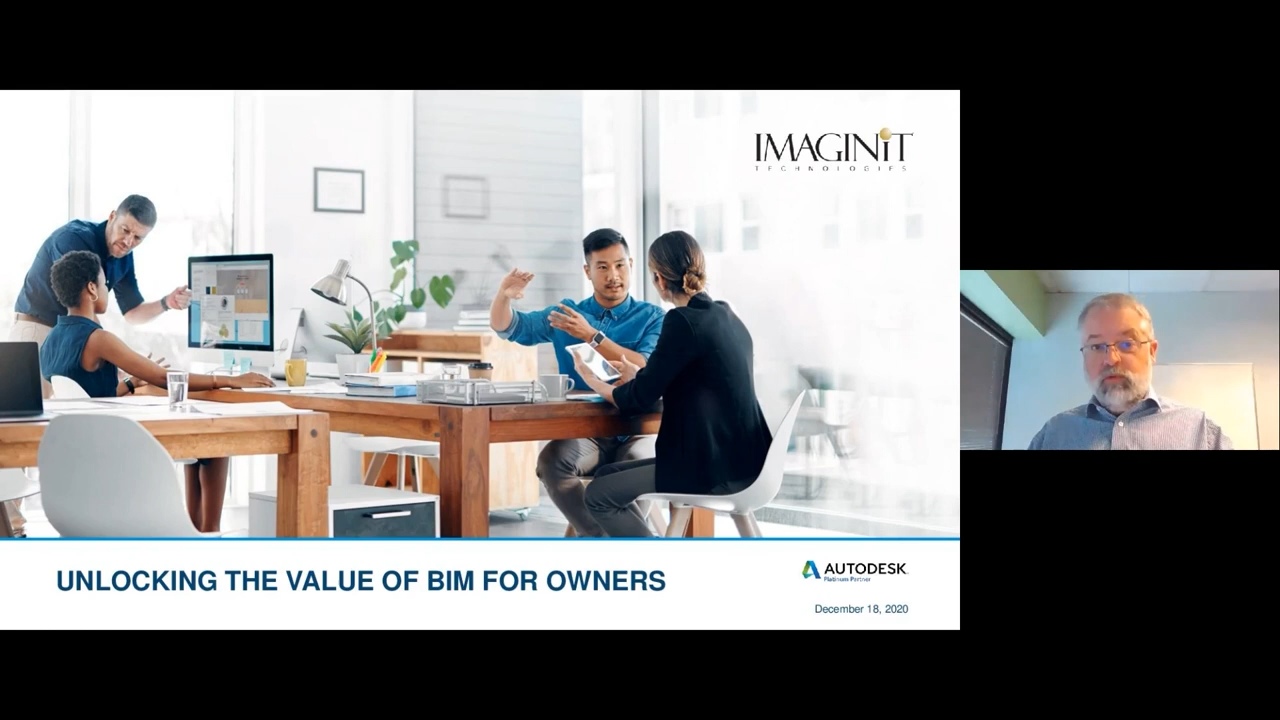 IMAGINiT
TECHNOLOGIES
UNLOCKING THE VALUE OF BIM FOR OWNERS
AUTODESK
Platinum Partner
December 18, 2020